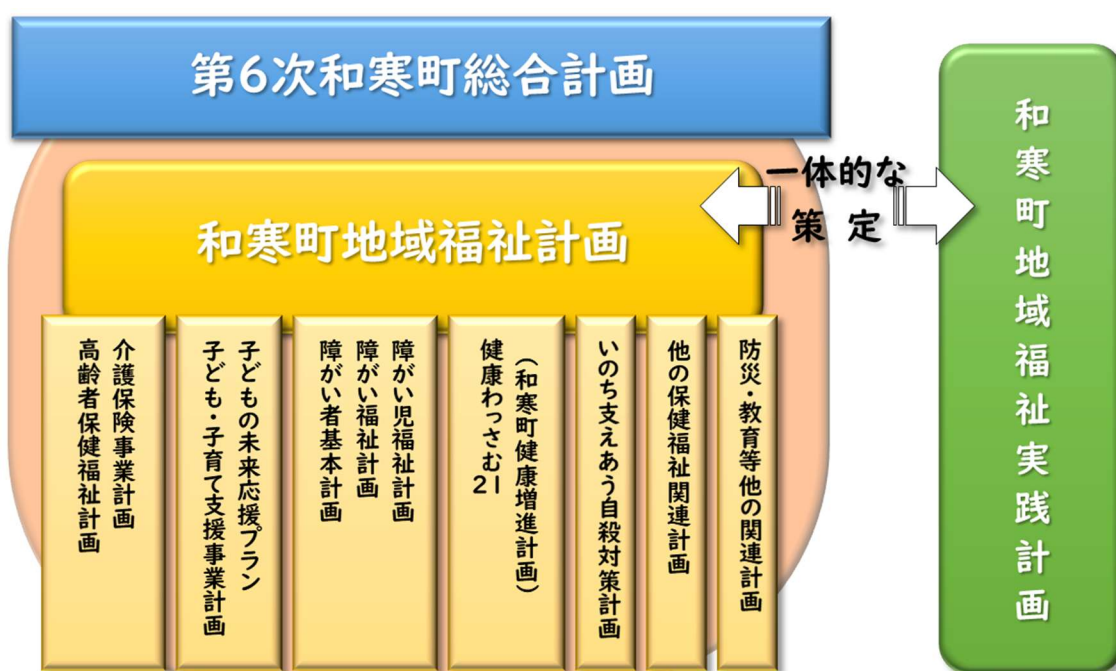 第6次和寒町総合計画
和寒町地域福祉計画
一体的な
策定
和寒町地域福祉実践計画
高齢者保健福祉計画
介護保険事業計画
子ども・子育て支援事業計画
子どもの未来応援プラン
障がい者基本計画
障がい福祉計画
障がい児福祉計画
健康わっさむ21
（和寒町健康増進計画）
いのち支えあう自殺対策計画
他の保健福祉関連計画
防災・教育等他の関連計画